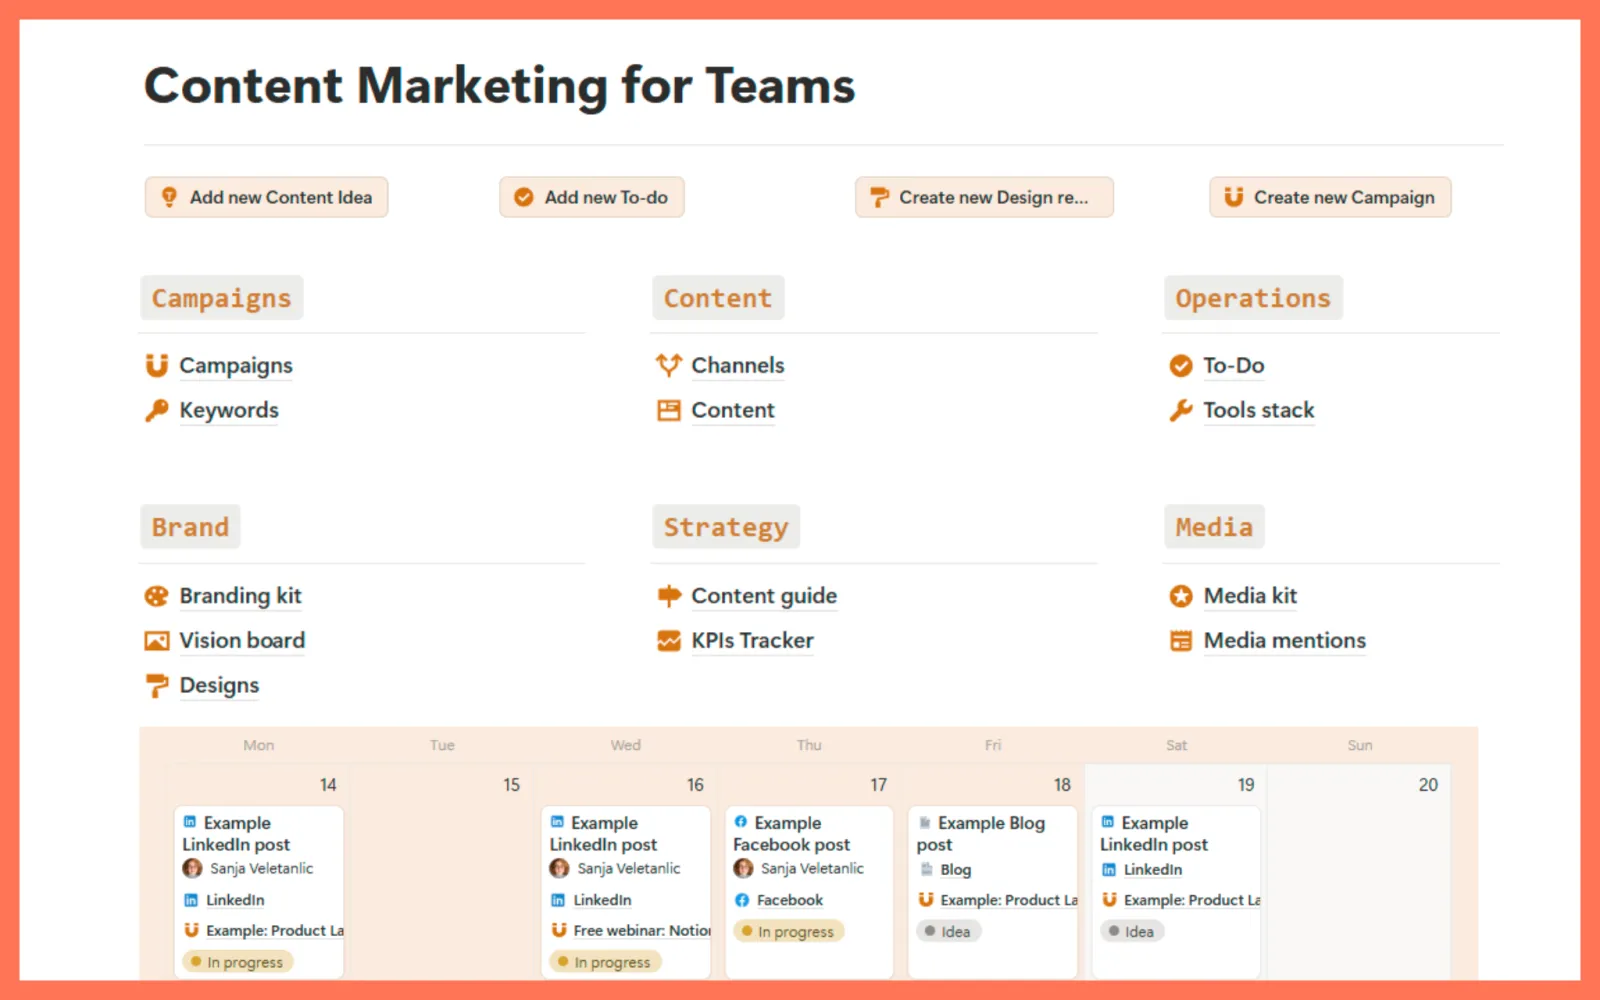 Content Marketing for Teams
Add new Content Idea
Add new To-do
Create new Design re...
Create new Campaign
Campaigns
Campaigns
Keywords
Content
Channels
Content
Operations
To-Do
Tools stack
Brand
Branding kit
Vision board
Designs
Strategy
Content guide
KPIs Tracker
Media
Media kit
Media mentions
Mon Tue Wed Thu Fri Sat Sun
14 15 16 17 18 19 20
Example
LinkedIn post
Sanja Veletanlic
LinkedIn
Example: Product La
In progress
Example
LinkedIn post
Sanja Veletanlic
LinkedIn
Free webinar: Notion
In progress
Example
Facebook post
Sanja Veletanlic
Facebook
In progress
Example Blog
post
Blog
Example: Product La
Idea
Example
LinkedIn post
LinkedIn
Example: Product La
Idea